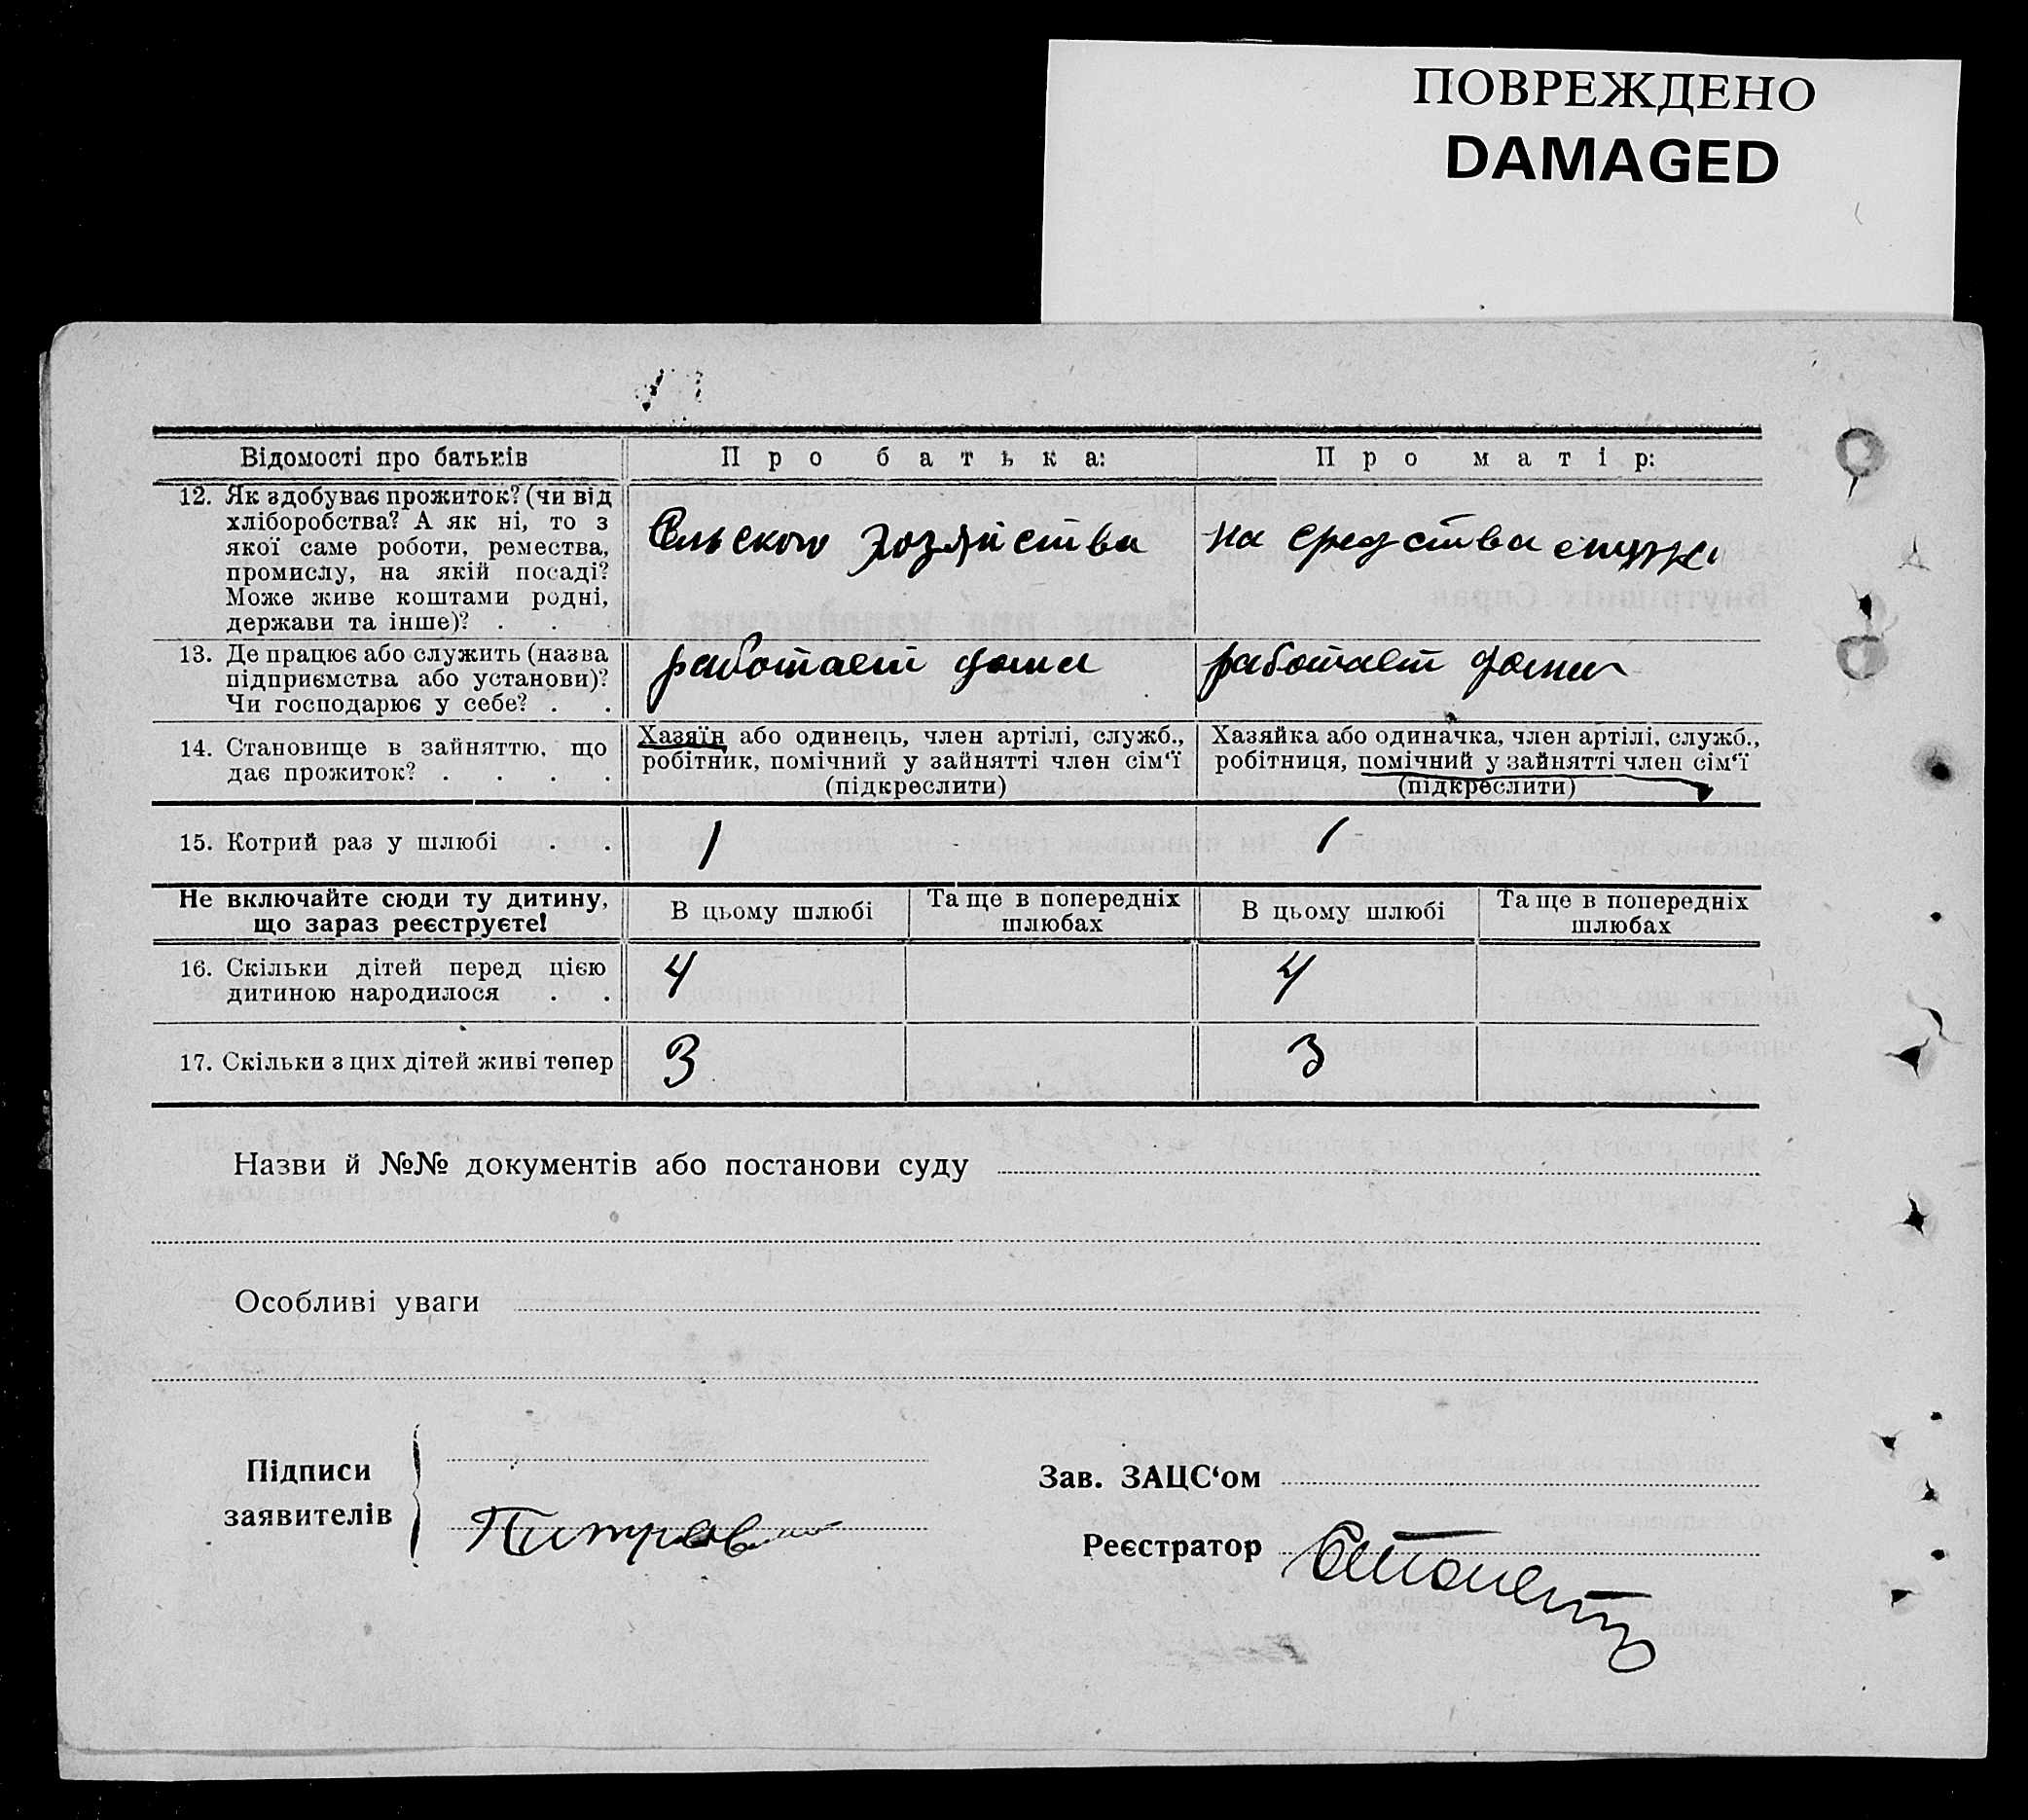 ПОВРЕЖДЕНО
DAMAGED
Відомості про батьків
Про батька:
Про матір:
12. Як здобуває прожиток? (чи від
хліборобства? А як ні, то з
якої саме роботи, ремества,
промислу, на якій посаді?
Може живе коштами родні,
держави та інше)? . . .
Сельского хозяйства
на средства мужа
13. Де працює або служить (назва
підприємства або установи)?
Чи господарює у себе? . .
работает дома
работает дома
14. Становище в зайняттю, що
дає прожиток? . . . .
Хазяїн або одинець, член артілі, служб.,
робітник, помічний у зайнятті член сім‘ї
(підкреслити)
Хазяйка або одиначка, член артілі, служб.,
робітниця, помічний у зайнятті член сім‘ї
(підкреслити)
15. Котрий раз у шлюбі . .
1
1
Не включайте сюди ту дитину,
що зараз реєструєте!
В цьому шлюбі
Та ще в попередніх
шлюбах
В цьому шлюбі
Та ще в попередніх
шлюбах
16. Скільки дітей перед цією
дитиною народилося . .
4
4
17. Скільки з цих дітей живі тепер
3
3
Назви й №№ документів або постанови суду
Особливі уваги
Підписи
заявителів
Зав. ЗАЦС‘ом
Реєстратор